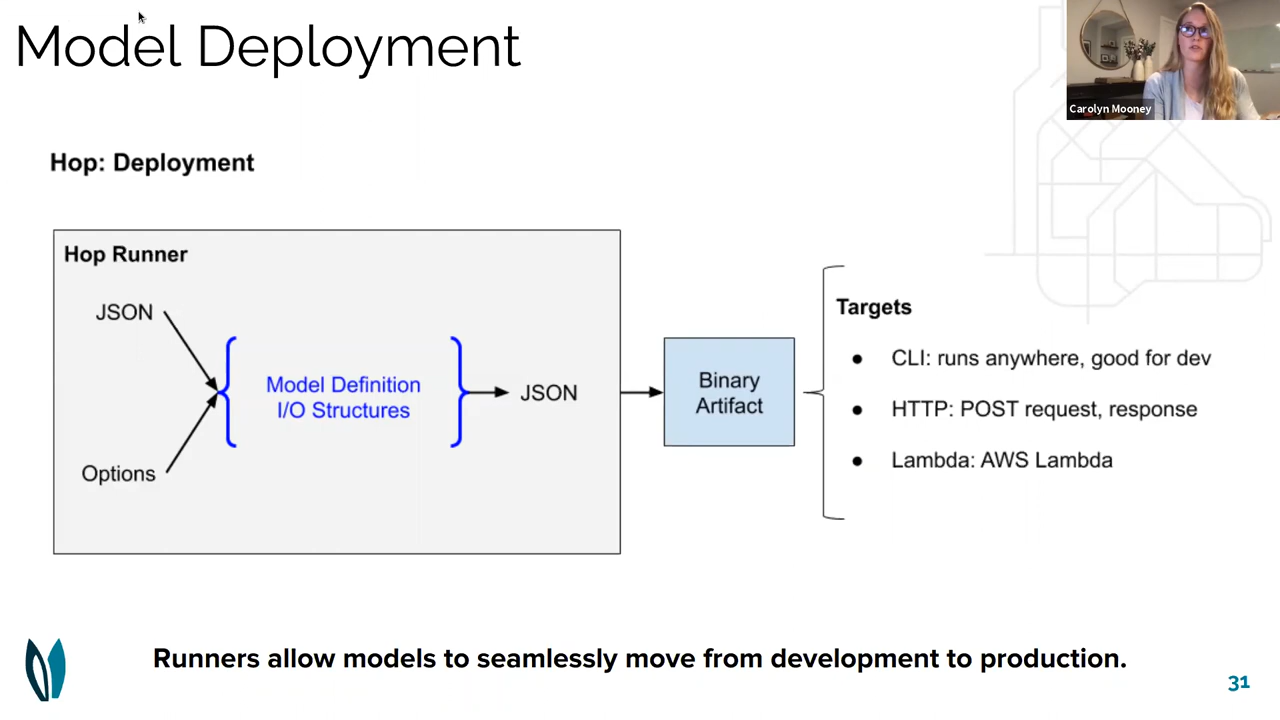 Model Deployment
Carolyn Mooney
Hop: Deployment
Hop Runner
JSON
Options
Model Definition
I/O Structures
JSON
Binary
Artifact
Targets
● CLI: runs anywhere, good for dev
● HTTP: POST request, response
● Lambda: AWS Lambda
Runners allow models to seamlessly move from development to production.
31